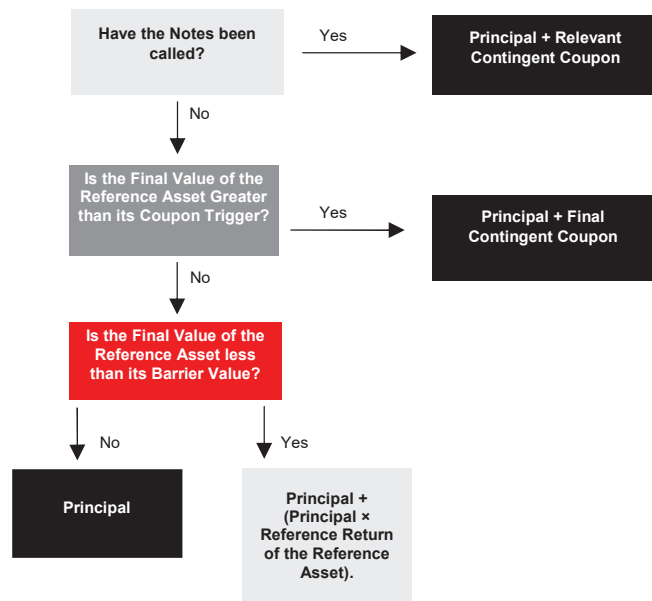 Have the Notes been
called?
Yes
Principal + Relevant
Contingent Coupon
No
Is the Final Value of the
Reference Asset Greater
than its Coupon Trigger?
Yes
Principal + Final
Contingent Coupon
No
Is the Final Value of the
Reference Asset less
than its Barrier Value?
No
Yes
Principal
Principal +
(Principal ×
Reference Return
of the Reference
Asset).